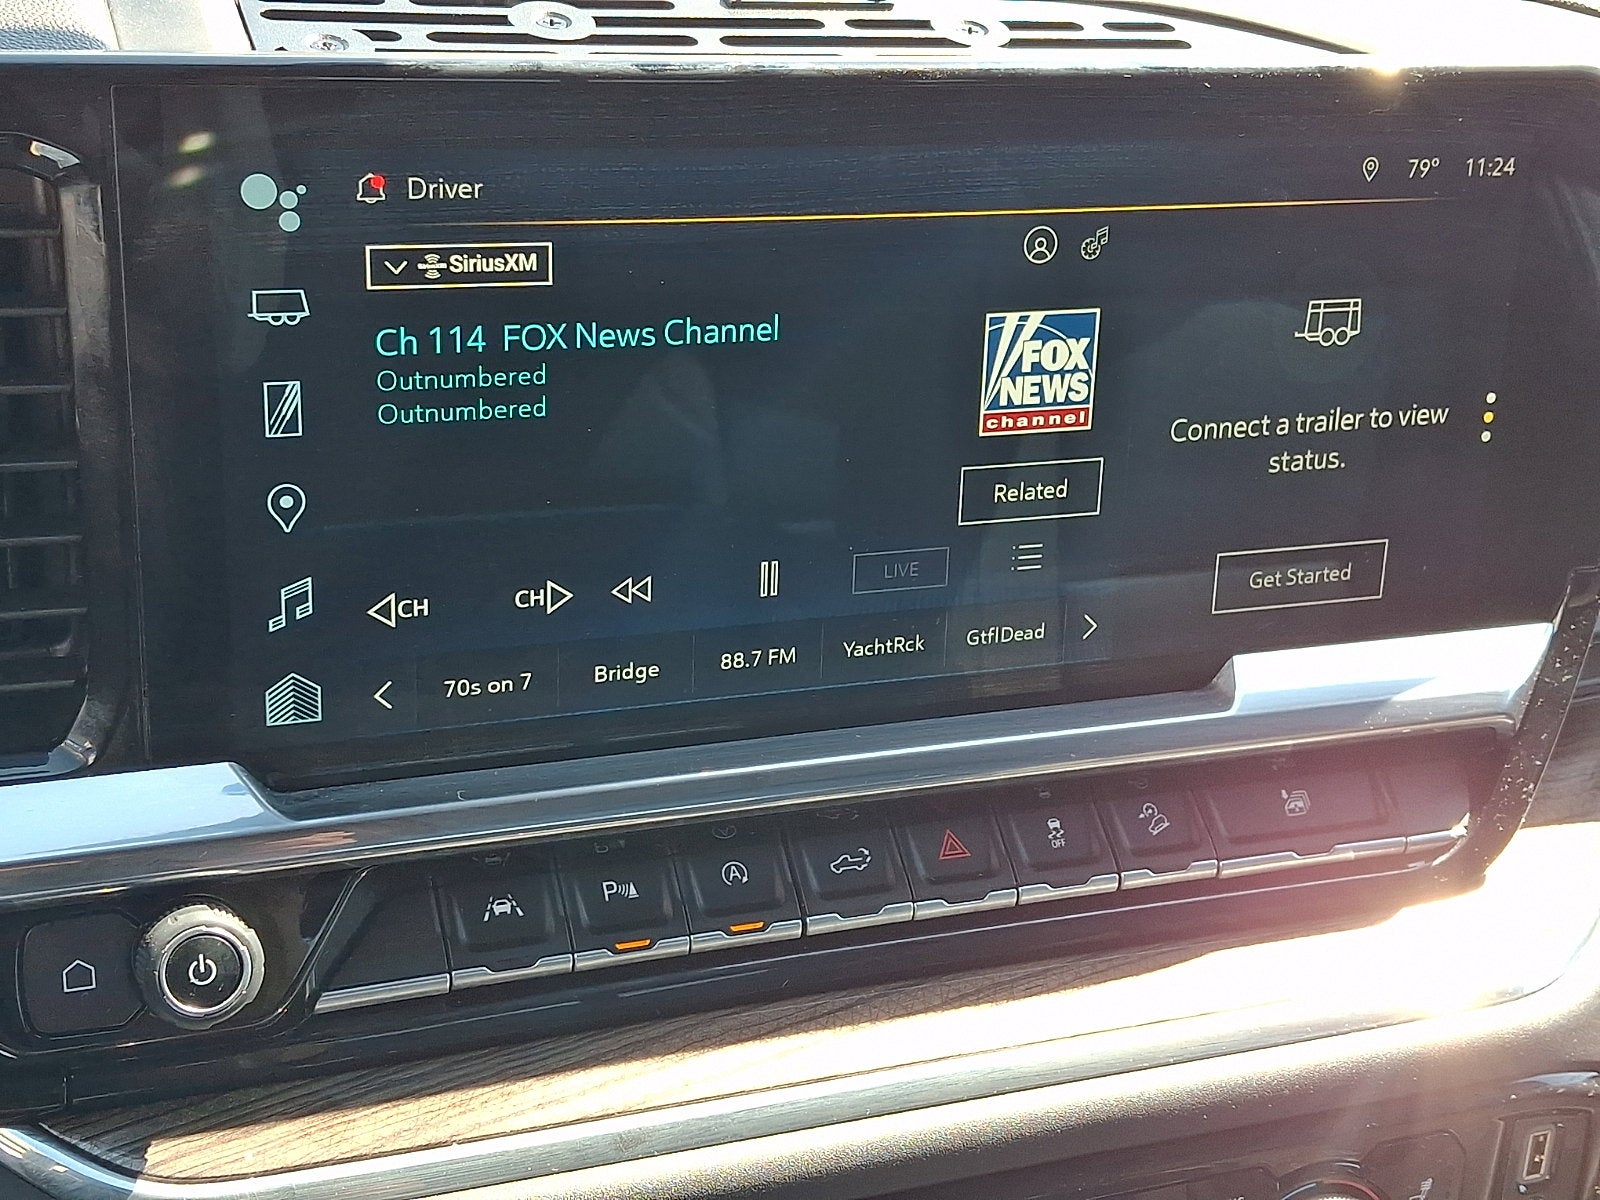 Driver
79° 11:24
SiriusXM
Ch 114 FOX News Channel
Outnumbered
Outnumbered
FOX
NEWS
channel
Related
Connect a trailer to view
status.
Get Started
CH
CH
LIVE
70s on 7
Bridge
88.7 FM
YachtRck
GtflDead
P
A
OFF